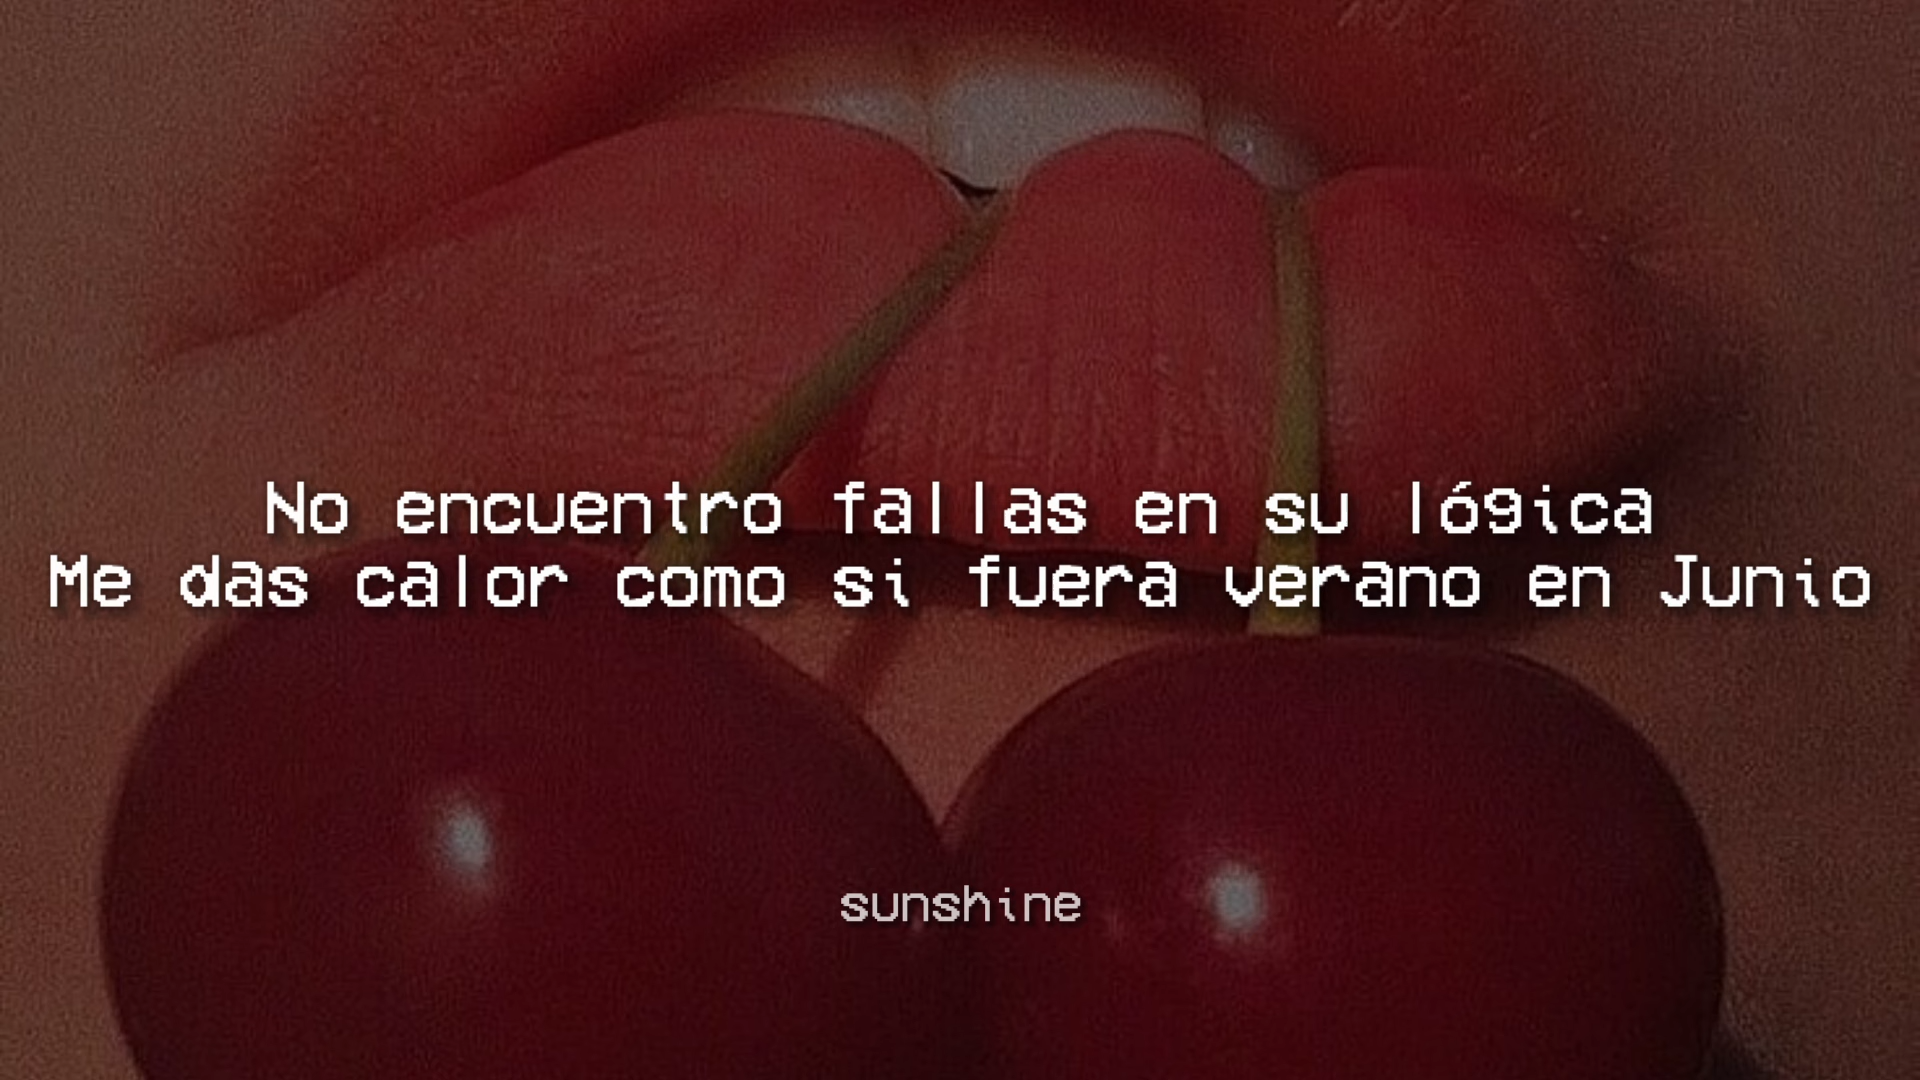 No encuentro fallas en su lógica
Me das calor como si fuera verano en Junio
sunshine